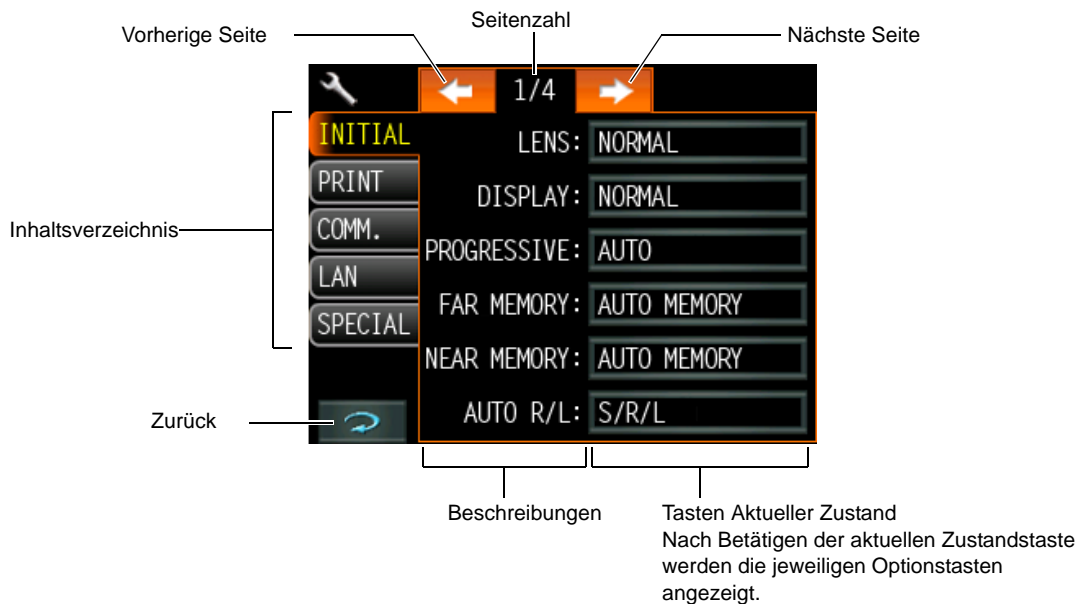 Seitenzahl
Vorherige Seite
Nächste Seite
1/4
INITIAL
LENS: NORMAL
PRINT
DISPLAY: NORMAL
Inhaltsverzeichnis
COMM.
PROGRESSIVE: AUTO
LAN
FAR MEMORY: AUTO MEMORY
SPECIAL
NEAR MEMORY: AUTO MEMORY
Zurück
AUTO R/L: S/R/L
Beschreibungen
Tasten Aktueller Zustand
Nach Betätigen der aktuellen Zustandstaste
werden die jeweiligen Optionstasten
angezeigt.